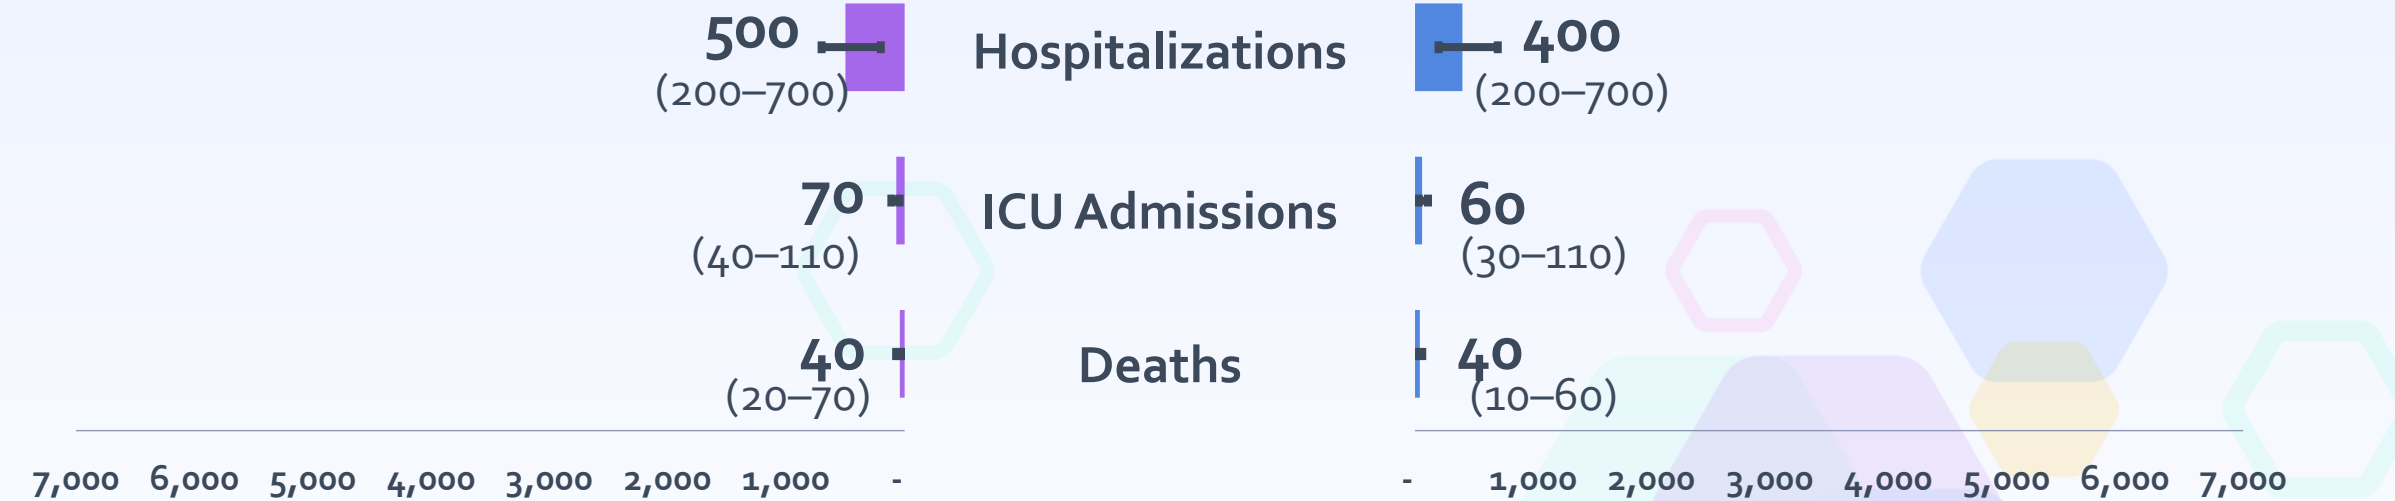 500 Hospitalizations 400
(200–700) (200–700)
70 ICU Admissions 60
(40–110) (30–110)
40 Deaths 40
(20–70) (10–60)
7,000 6,000 5,000 4,000 3,000 2,000 1,000 - - 1,000 2,000 3,000 4,000 5,000 6,000 7,000